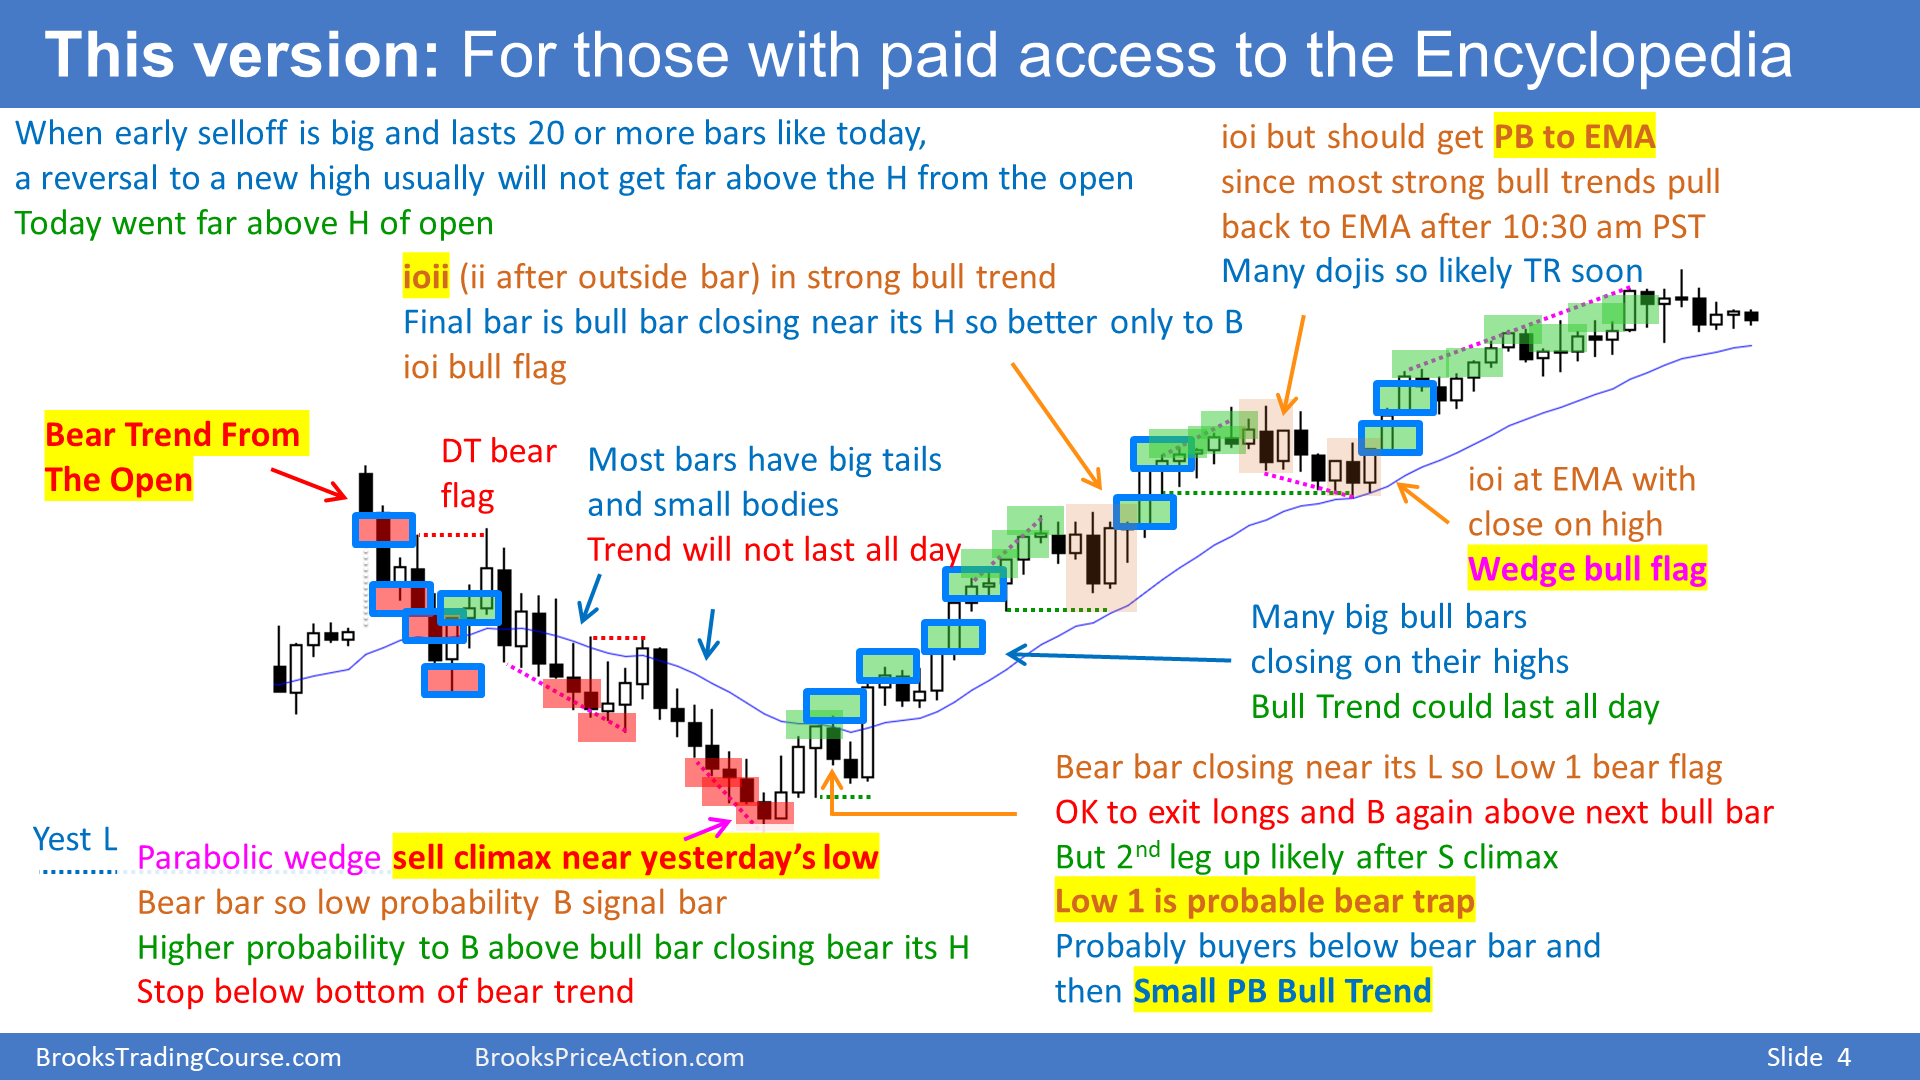 This version: For those with paid access to the Encyclopedia
When early selloff is big and lasts 20 or more bars like today,
a reversal to a new high usually will not get far above the H from the open
Today went far above H of open
ioi but should get PB to EMA
since most strong bull trends pull
back to EMA after 10:30 am PST
Many dojis so likely TR soon
ioii (ii after outside bar) in strong bull trend
Final bar is bull bar closing near its H so better only to B
ioi bull flag
Bear Trend From
The Open
DT bear
flag
Most bars have big tails
and small bodies
Trend will not last all day
ioi at EMA with
close on high
Wedge bull flag
Many big bull bars
closing on their highs
Bull Trend could last all day
Bear bar closing near its L so Low 1 bear flag
OK to exit longs and B again above next bull bar
But 2nd leg up likely after S climax
Low 1 is probable bear trap
Probably buyers below bear bar and
then Small PB Bull Trend
Yest L
Parabolic wedge sell climax near yesterday's low
Bear bar so low probability B signal bar
Higher probability to B above bull bar closing bear its H
Stop below bottom of bear trend
BrooksTradingCourse.com
BrooksPriceAction.com
Slide 4